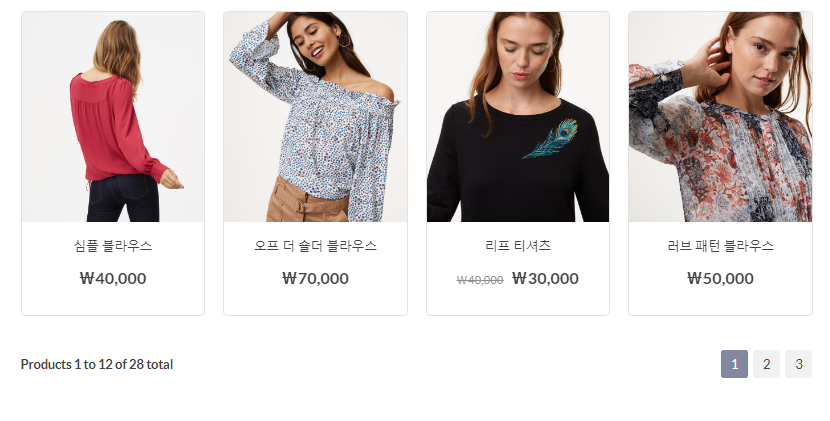 심플 블라우스
₩40,000
오프 더 숄더 블라우스
₩70,000
리프 티셔츠
₩40,000 ₩30,000
러브 패턴 블라우스
₩50,000
Products 1 to 12 of 28 total
1 2 3